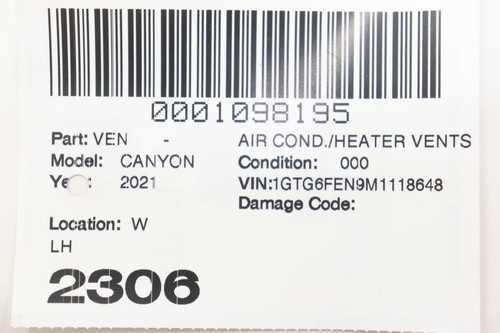 0001098195
Part: VEN - AIR COND./HEATER VENTS
Model: CANYON Condition: 000
Year: 2021 VIN:1GTG6FEN9M1118648
Damage Code:
Location: W
LH
2306